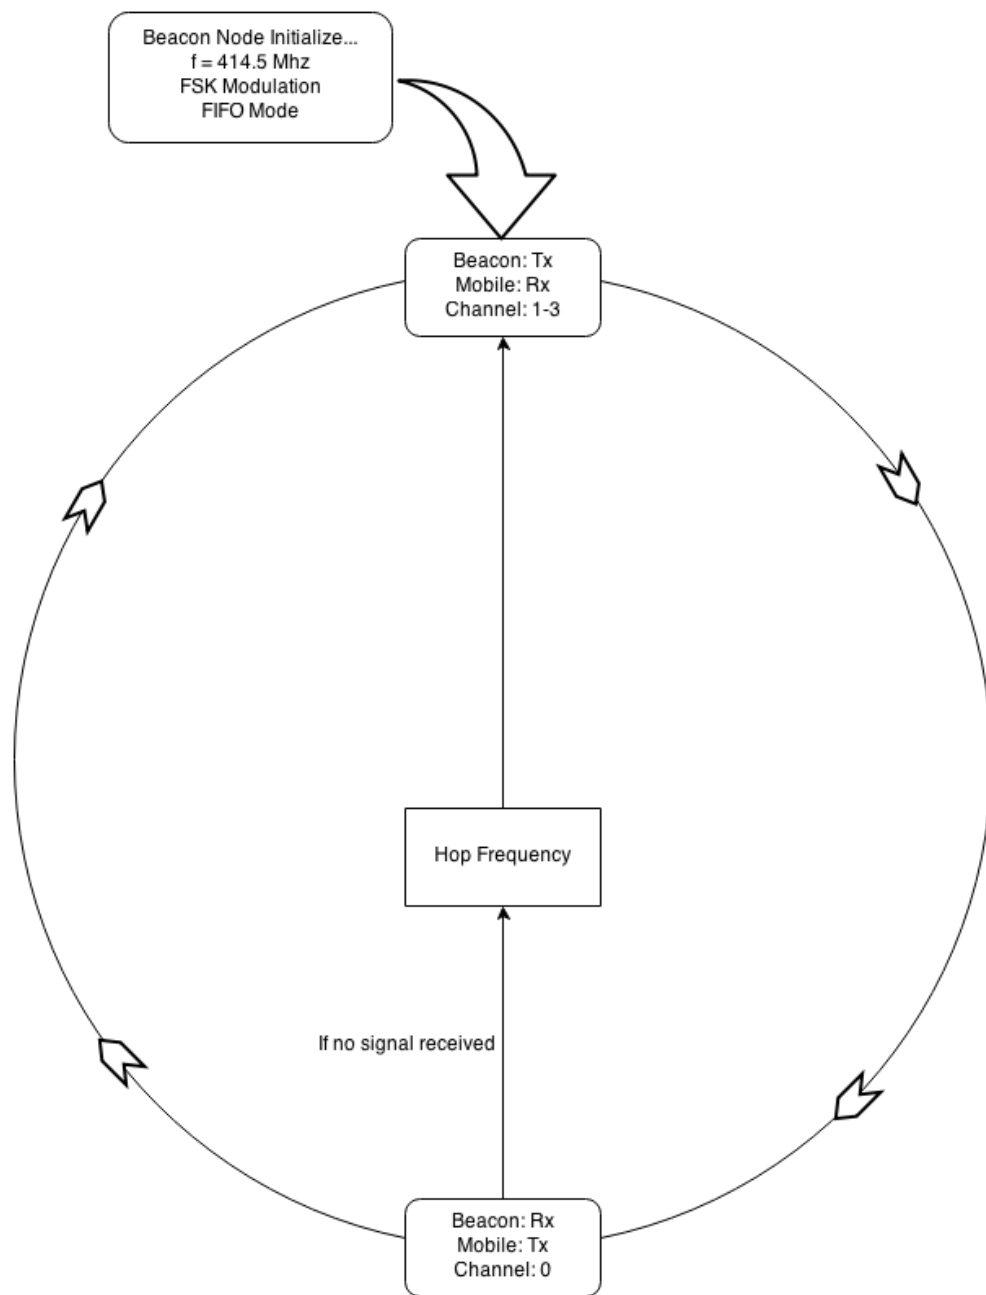 Beacon Node Initialize...
f = 414.5 Mhz
FSK Modulation
FIFO Mode
Beacon: Tx
Mobile: Rx
Channel: 1-3
Hop Frequency
If no signal received
Beacon: Rx
Mobile: Tx
Channel: 0